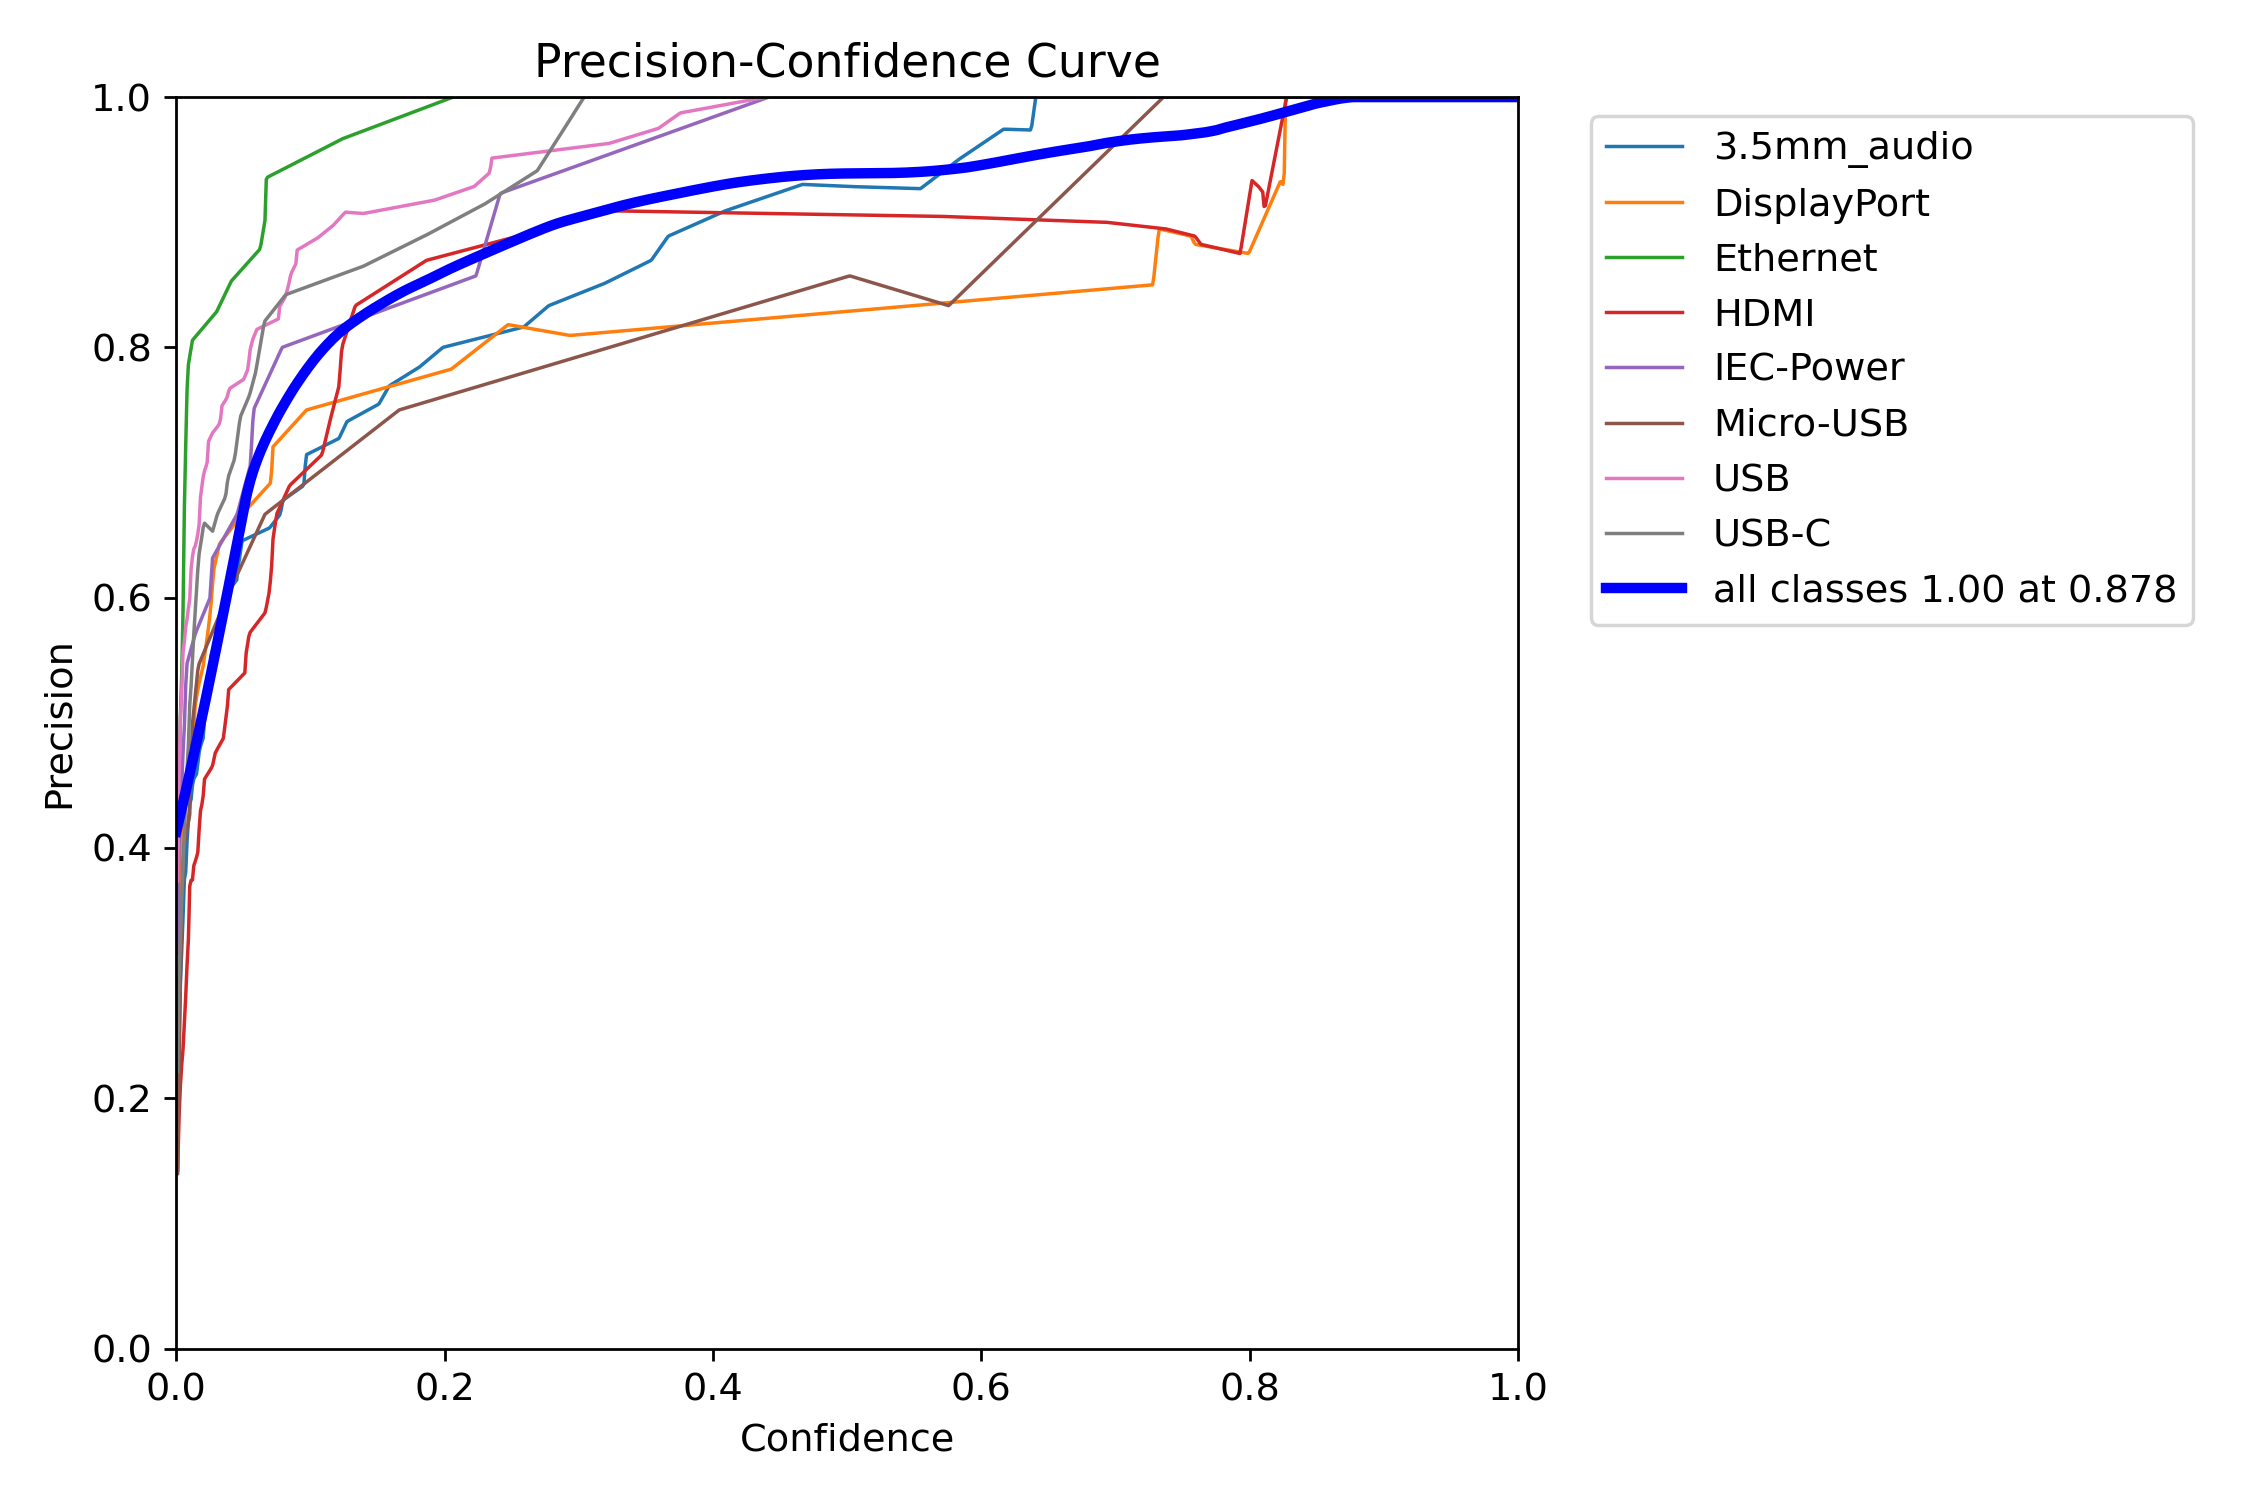 Precision-Confidence Curve
1.0
0.8
0.6
0.4
0.2
0.0
Precision
0.0 0.2 0.4 0.6 0.8 1.0
Confidence
3.5mm_audio
DisplayPort
Ethernet
HDMI
IEC-Power
Micro-USB
USB
USB-C
all classes 1.00 at 0.878